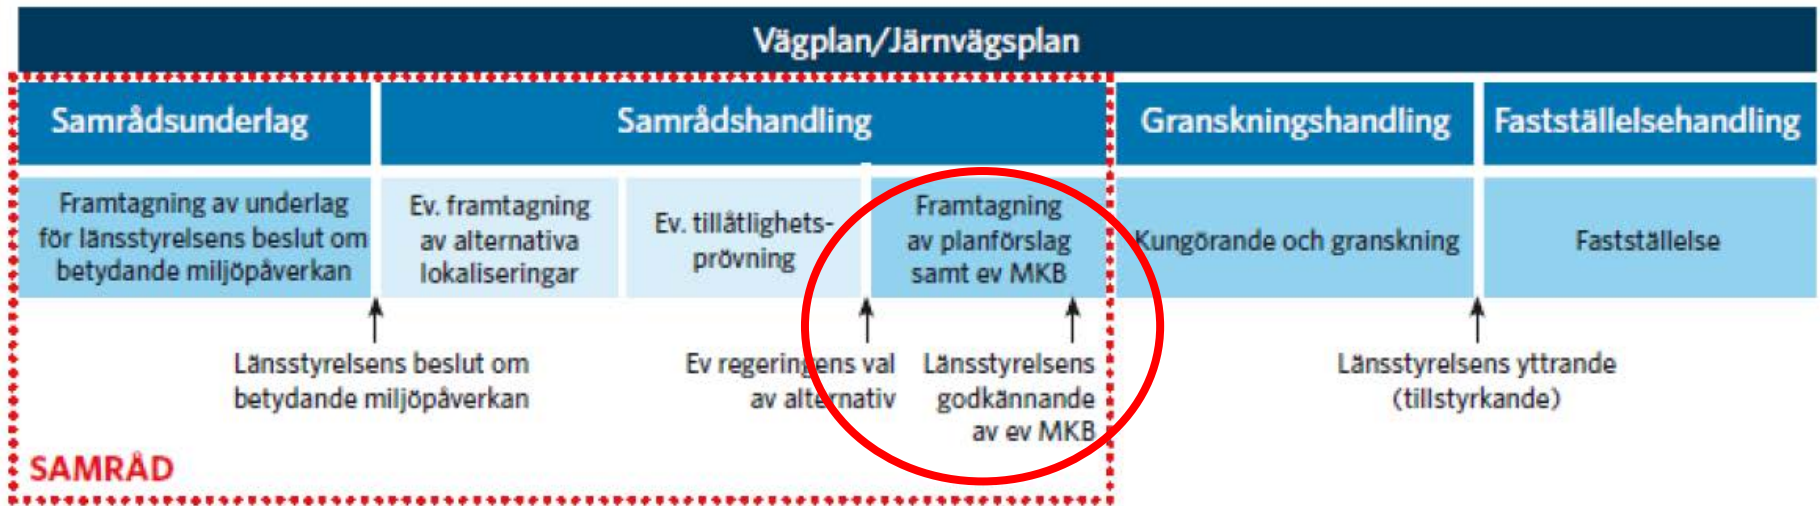 Vägplan/Järnvägsplan
Samrådsunderlag
Samrådshandling
Granskningshandling
Fastställelsehandling
Framtagning av underlag
för länsstyrelsens beslut om
betydande miljöpåverkan
Ev. framtagning
av alternativa
lokaliseringar
Ev. tillåtlighets-
prövning
Framtagning
av planförslag
samt ev MKB
Kungörande och granskning
Fastställelse
Länsstyrelsens beslut om
betydande miljöpåverkan
Ev regeringens val
av alternativ
Länsstyrelsens
godkännande
av ev MKB
Länsstyrelsens yttrande
(tillstyrkande)
SAMRÅD